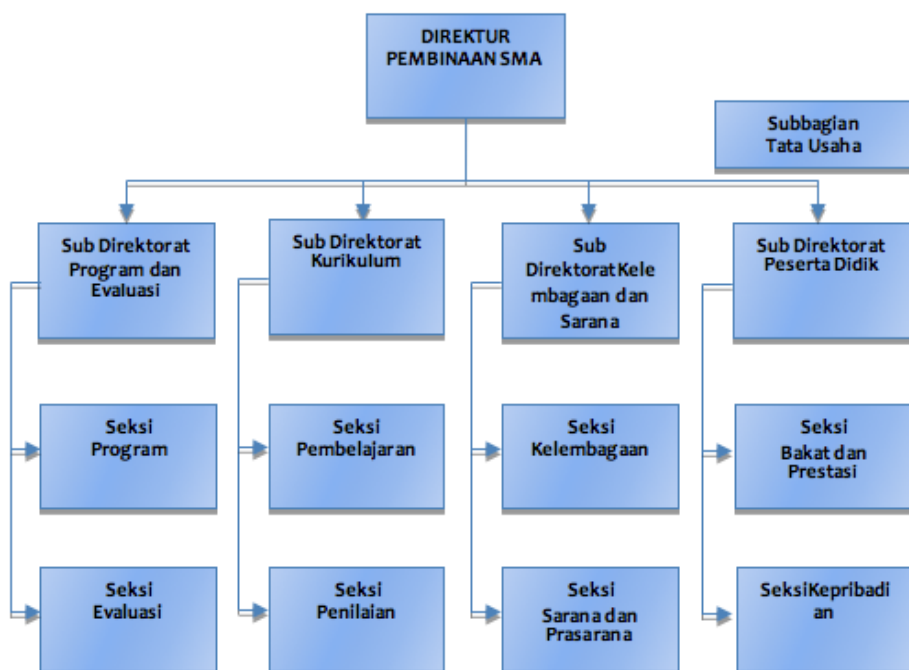 DIREKTUR
PEMBINAAN SMA
Subbagian
Tata Usaha
Sub Direktorat
Program dan
Evaluasi
Sub Direktorat
Kurikulum
Sub
DirektoratKele
mbagaan dan
Sarana
Sub Direktorat
Peserta Didik
Seksi
Program
Seksi
Pembelajaran
Seksi
Kelembagaan
Seksi
Bakat dan
Prestasi
Seksi
Evaluasi
Seksi
Penilaian
Seksi
Sarana dan
Prasarana
SeksiKepribadi
an